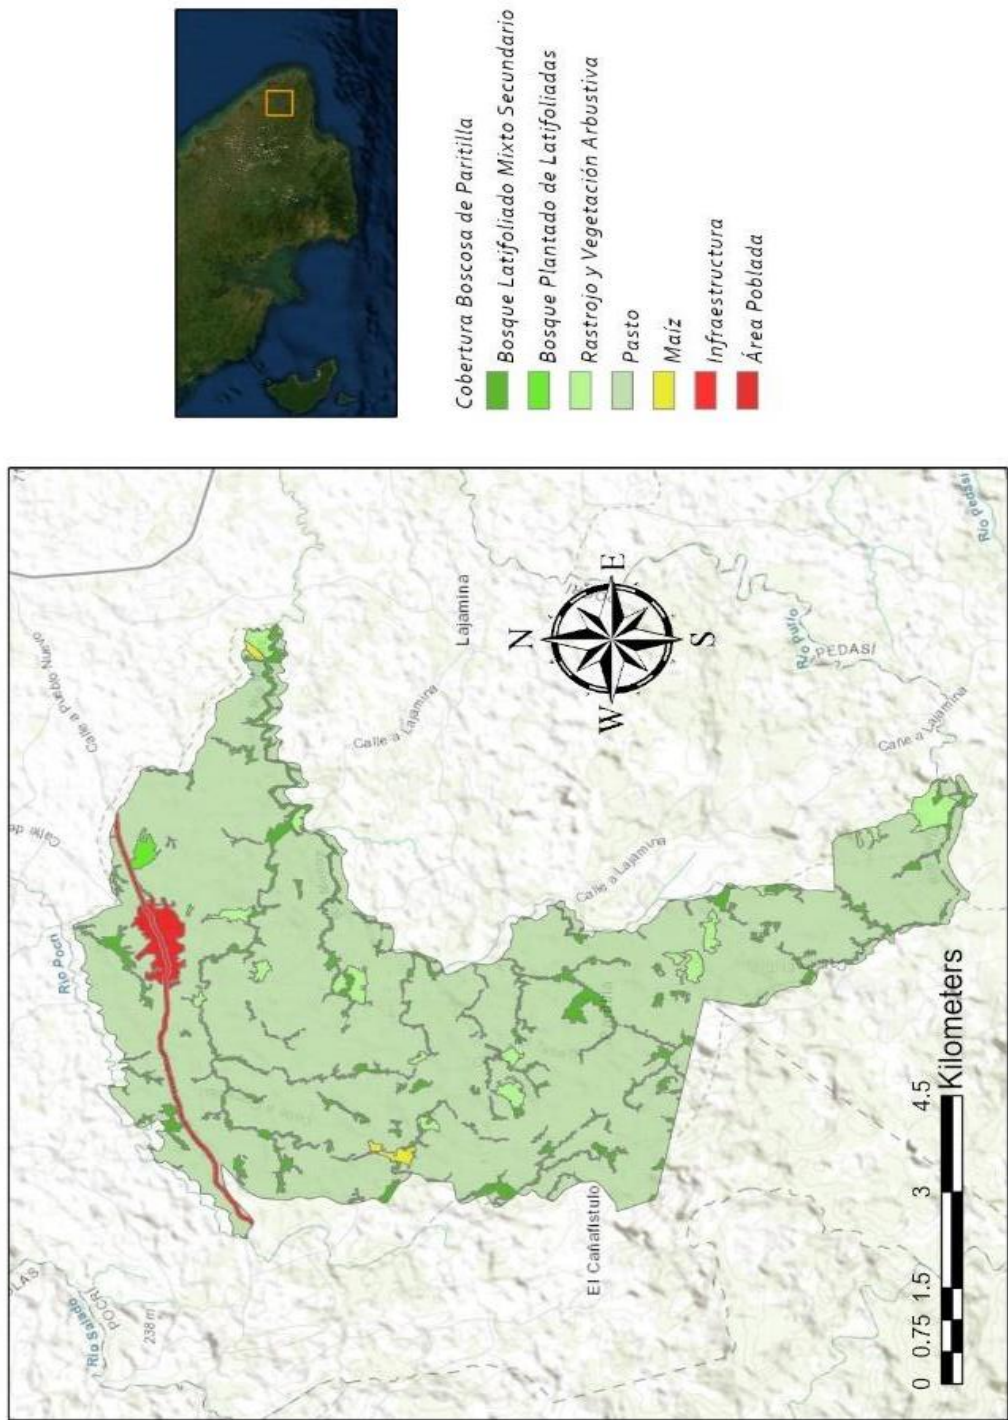 Cobertura Boscosa de Paritilla
Bosque Latifoliado Mixto Secundario
Bosque Plantado de Latifoliadas
Rastrojo y Vegetación Arbustiva
Pasto
Maíz
Infraestructura
Área Poblada
Río Salado
POCRÍ
238 m
Río Pocrí
Calle a Pueblo Nuevo
Calle a Lajamina
Lajamina
Calle a Lajamina
El Cañafístulo
Río Purio
PEDASÍ
Calle a Lajamina
Río Pedasí
N
W
E
S
0 0.75 1.5 3 4.5
Kilometers